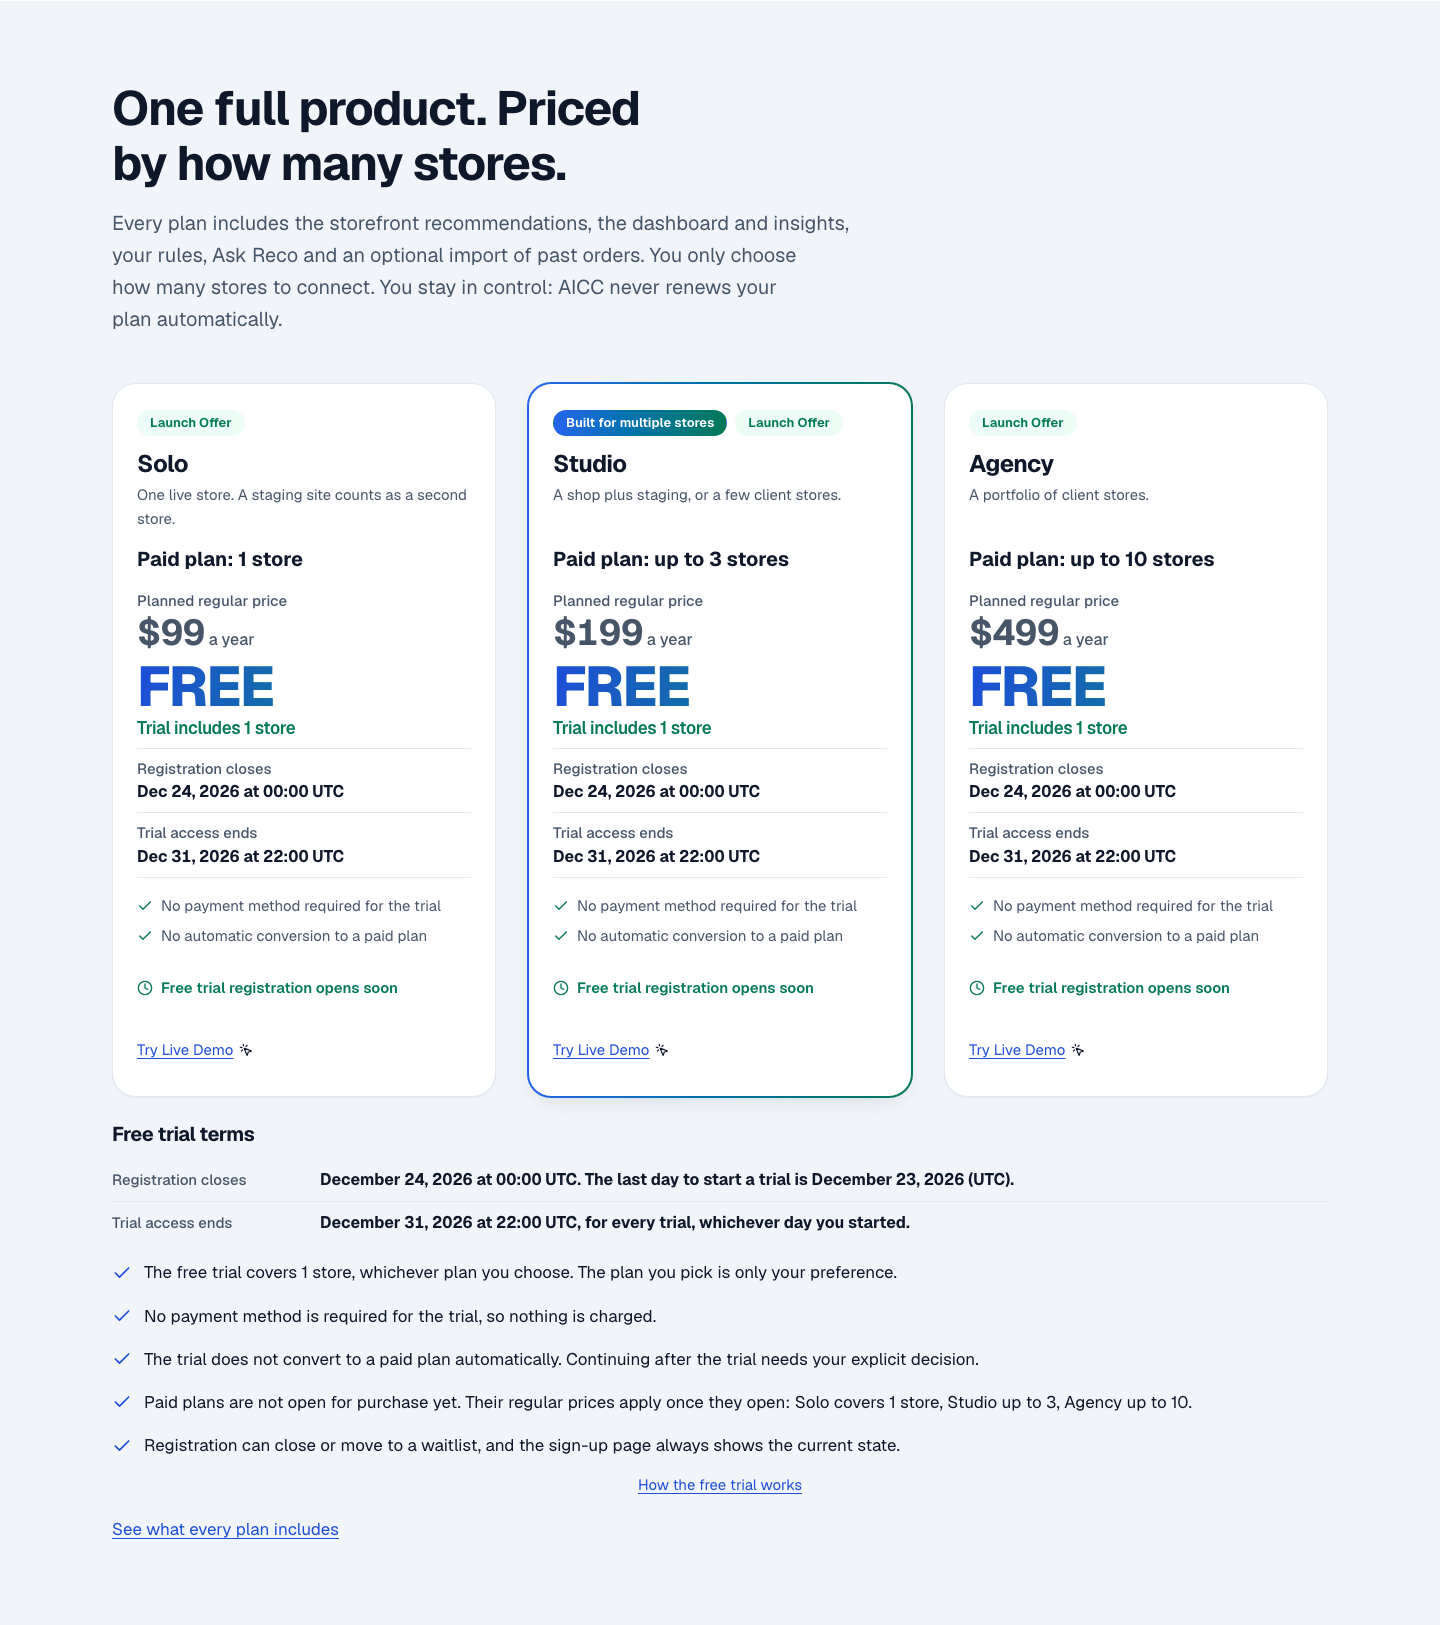 One full product. Priced
by how many stores.
Every plan includes the storefront recommendations, the dashboard and insights,
your rules, Ask Reco and an optional import of past orders. You only choose
how many stores to connect. You stay in control: AICC never renews your
plan automatically.
Launch Offer
Solo
One live store. A staging site counts as a second
store.
Paid plan: 1 store
Planned regular price
$99 a year
FREE
Trial includes 1 store
Registration closes
Dec 24, 2026 at 00:00 UTC
Trial access ends
Dec 31, 2026 at 22:00 UTC
No payment method required for the trial
No automatic conversion to a paid plan
Free trial registration opens soon
Try Live Demo
Built for multiple stores
Launch Offer
Studio
A shop plus staging, or a few client stores.
Paid plan: up to 3 stores
Planned regular price
$199 a year
FREE
Trial includes 1 store
Registration closes
Dec 24, 2026 at 00:00 UTC
Trial access ends
Dec 31, 2026 at 22:00 UTC
No payment method required for the trial
No automatic conversion to a paid plan
Free trial registration opens soon
Try Live Demo
Launch Offer
Agency
A portfolio of client stores.
Paid plan: up to 10 stores
Planned regular price
$499 a year
FREE
Trial includes 1 store
Registration closes
Dec 24, 2026 at 00:00 UTC
Trial access ends
Dec 31, 2026 at 22:00 UTC
No payment method required for the trial
No automatic conversion to a paid plan
Free trial registration opens soon
Try Live Demo
Free trial terms
Registration closes December 24, 2026 at 00:00 UTC. The last day to start a trial is December 23, 2026 (UTC).
Trial access ends December 31, 2026 at 22:00 UTC, for every trial, whichever day you started.
The free trial covers 1 store, whichever plan you choose. The plan you pick is only your preference.
No payment method is required for the trial, so nothing is charged.
The trial does not convert to a paid plan automatically. Continuing after the trial needs your explicit decision.
Paid plans are not open for purchase yet. Their regular prices apply once they open: Solo covers 1 store, Studio up to 3, Agency up to 10.
Registration can close or move to a waitlist, and the sign-up page always shows the current state.
How the free trial works
See what every plan includes